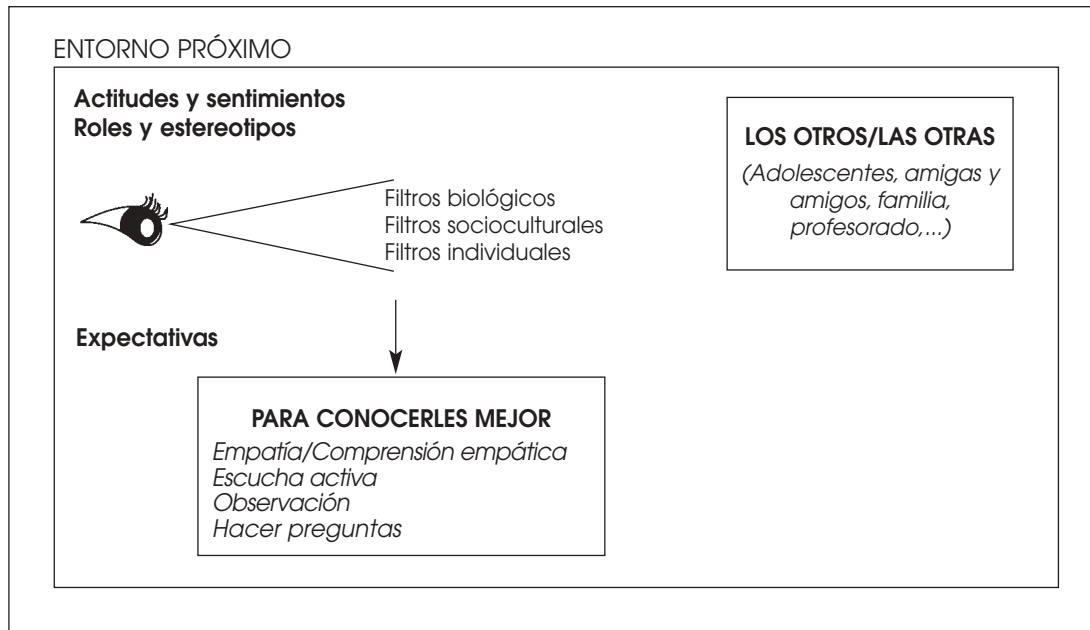 ENTORNO PRÓXIMO
Actitudes y sentimientos
Roles y estereotipos
LOS OTROS/LAS OTRAS
(Adolescentes, amigas y
amigos, familia,
profesorado,...)
Filtros biológicos
Filtros socioculturales
Filtros individuales
Expectativas
PARA CONOCERLES MEJOR
Empatía/Comprensión empática
Escucha activa
Observación
Hacer preguntas